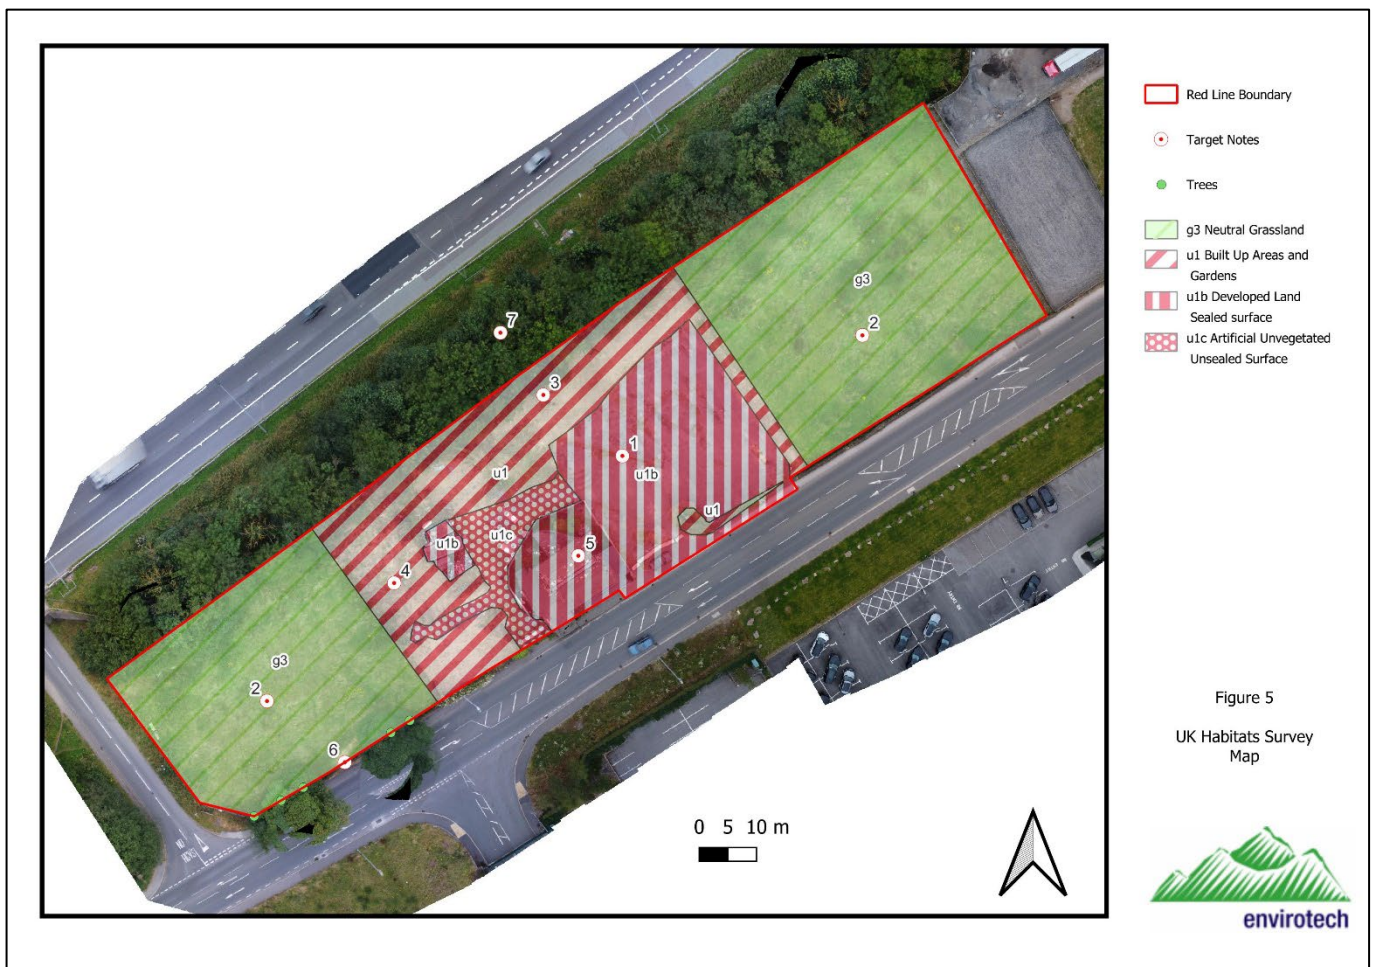 Red Line Boundary
Target Notes
Trees
g3 Neutral Grassland
u1 Built Up Areas and
Gardens
u1b Developed Land
Sealed surface
u1c Artificial Unvegetated
Unsealed Surface
g3
2
7
3
1
u1b
u1
u1
u1c
u1b
5
4
g3
2
6
0 5 10 m
Figure 5
UK Habitats Survey
Map
envirotech